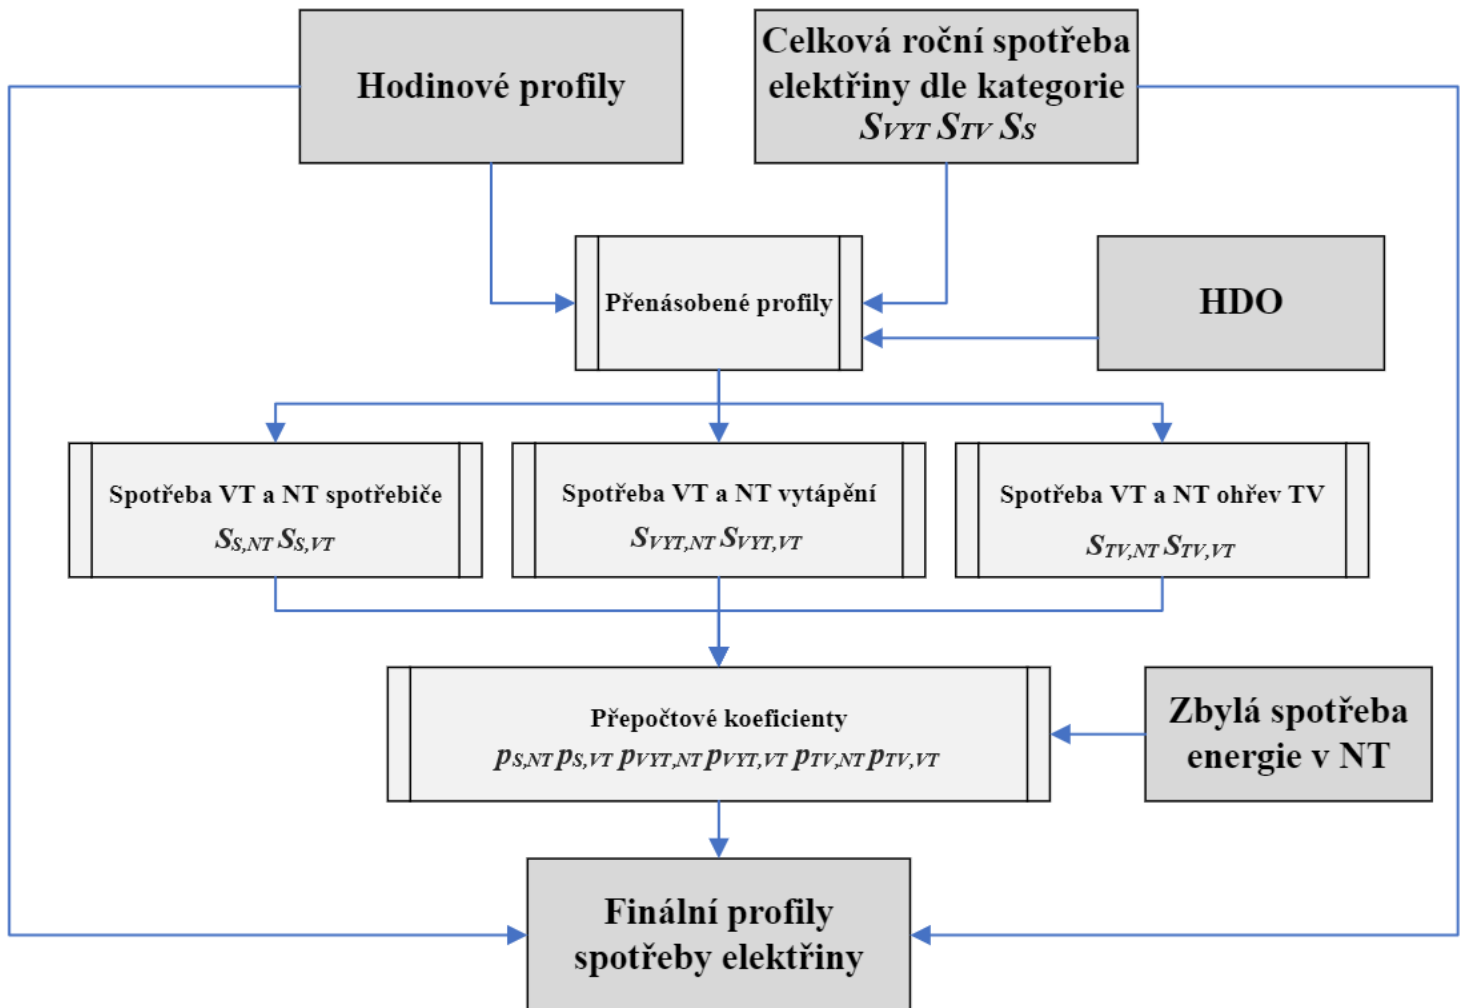 Hodinové profily
Celková roční spotřeba
elektřiny dle kategorie
SVYT STV SS
Přenásobené profily
HDO
Spotřeba VT a NT spotřebiče
SS,NT SS,VT
Spotřeba VT a NT vytápění
SVYT,NT SVYT,VT
Spotřeba VT a NT ohřev TV
STV,NT STV,VT
Přepočtové koeficienty
pS,NT pS,VT pVYT,NT pVYT,VT pTV,NT pTV,VT
Zbylá spotřeba
energie v NT
Finální profily
spotřeby elektřiny